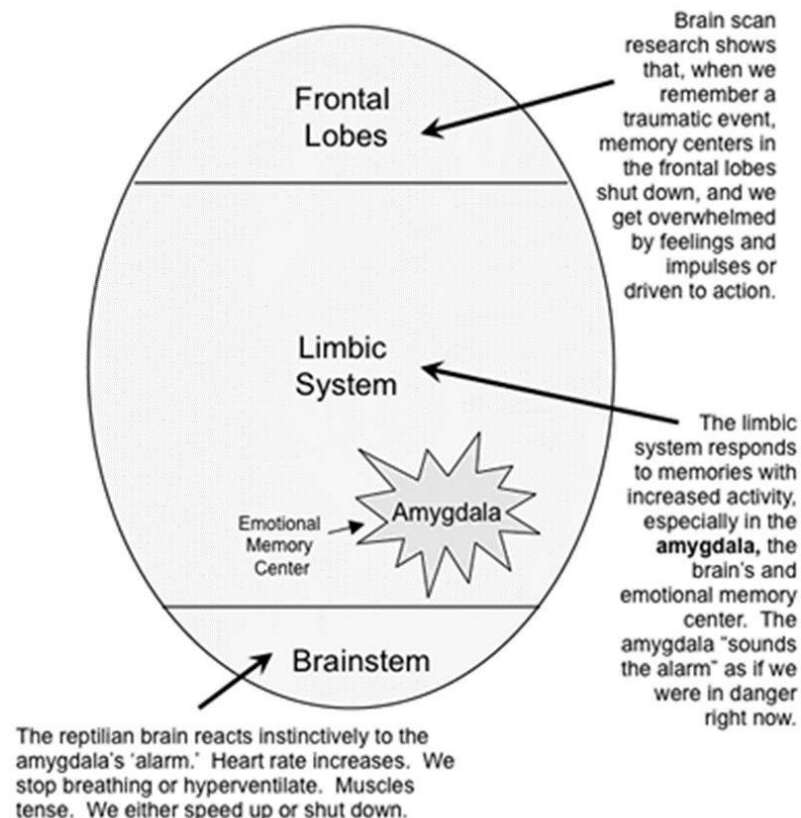 Brain scan
research shows
that, when we
remember a
traumatic event,
memory centers in
the frontal lobes
shut down, and we
get overwhelmed
by feelings and
impulses or
driven to action.
Frontal
Lobes
Limbic
System
The limbic
system responds
to memories with
increased activity,
especially in the
amygdala, the
brain's and
emotional memory
center. The
amygdala "sounds
the alarm" as if we
were in danger
right now.
Amygdala
Emotional
Memory
Center
Brainstem
The reptilian brain reacts instinctively to the
amygdala's 'alarm.' Heart rate increases. We
stop breathing or hyperventilate. Muscles
tense. We either speed up or shut down.